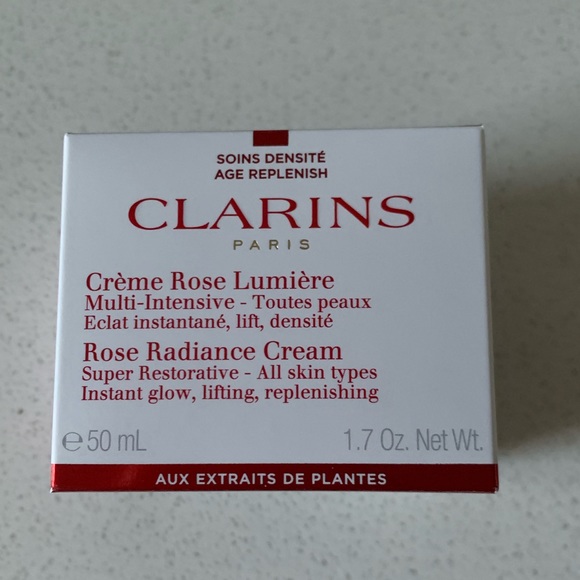 SOINS DENSITÉ
AGE REPLENISH
CLARINS
PARIS
Crème Rose Lumière
Multi-Intensive - Toutes peaux
Eclat instantané, lift, densité
Rose Radiance Cream
Super Restorative - All skin types
Instant glow, lifting, replenishing
℮ 50 mL 1.7 Oz. Net Wt.
AUX EXTRAITS DE PLANTES